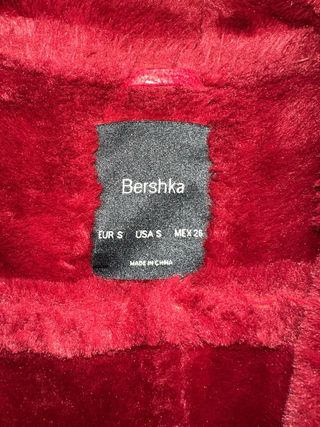 Bershka
EUR S USA S MEX 26
MADE IN CHINA